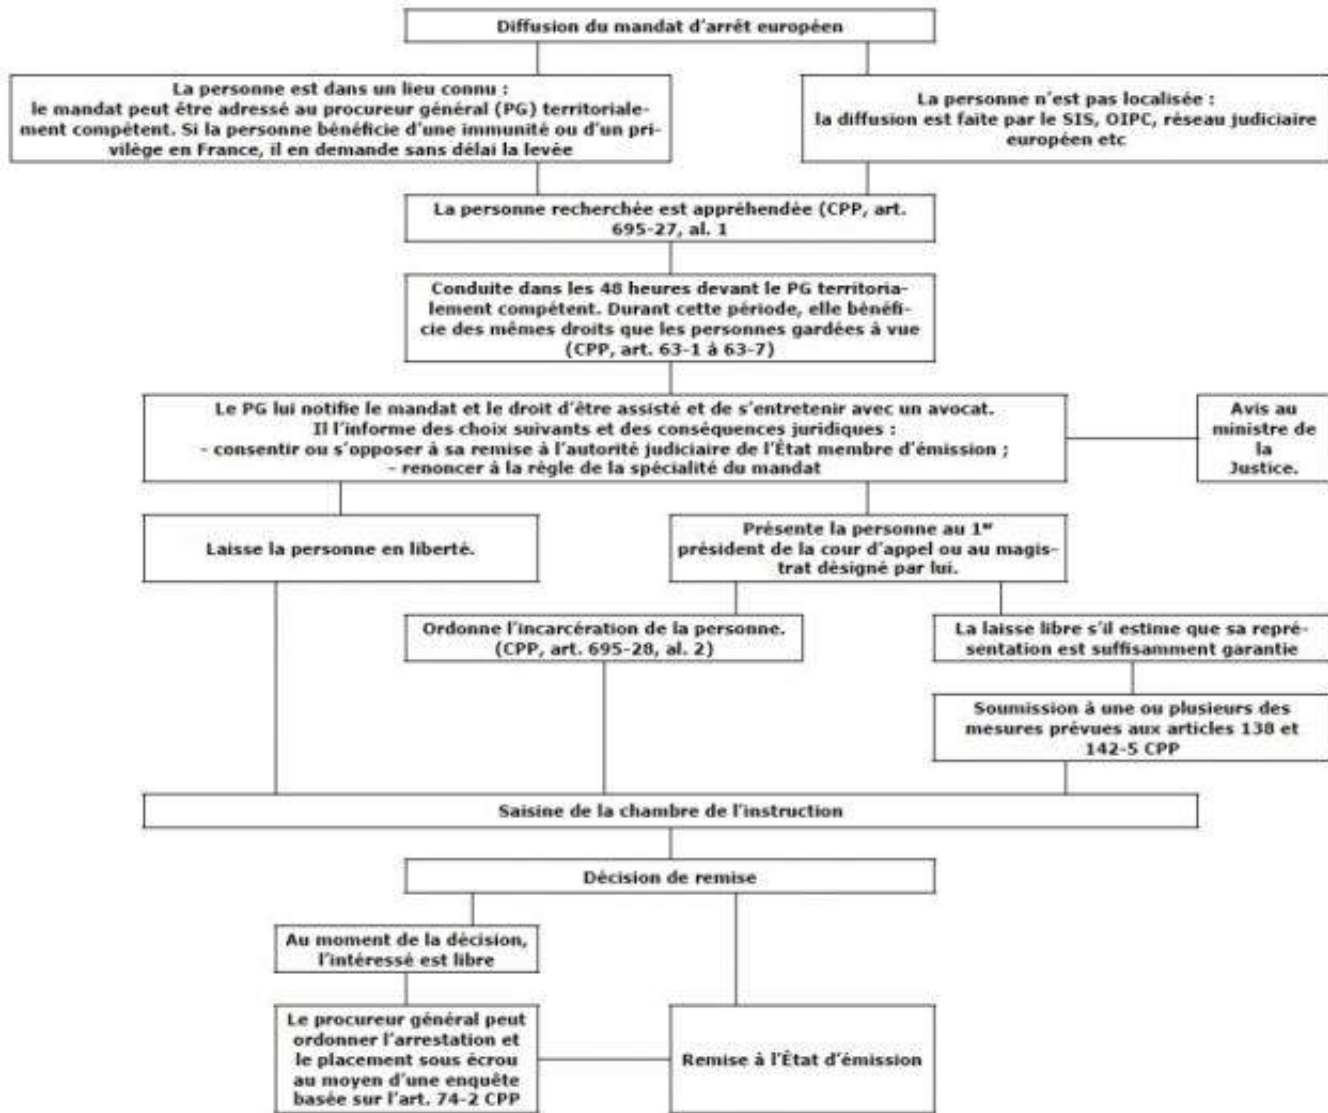 Diffusion du mandat d'arrêt européen
La personne est dans un lieu connu :
le mandat peut être adressé au procureur général (PG) territoriale-
ment compétent. Si la personne bénéficie d'une immunité ou d'un pri-
vilège en France, il en demande sans délai la levée
La personne n'est pas localisée :
la diffusion est faite par le SIS, OIPC, réseau judiciaire
européen etc
La personne recherchée est appréhendée (CPP, art.
695-27, al. 1
Conduite dans les 48 heures devant le PG territoria-
lement compétent. Durant cette période, elle bénéfi-
cie des mêmes droits que les personnes gardées à vue
(CPP, art. 63-1 à 63-7)
Le PG lui notifie le mandat et le droit d'être assisté et de s'entretenir avec un avocat.
Il l'informe des choix suivants et des conséquences juridiques :
- consentir ou s'opposer à sa remise à l'autorité judiciaire de l'État membre d'émission ;
- renoncer à la règle de la spécialité du mandat
Avis au
ministre de
la
Justice.
Laisse la personne en liberté.
Présente la personne au 1er
président de la cour d'appel ou au magis-
trat désigné par lui.
Ordonne l'incarcération de la personne.
(CPP, art. 695-28, al. 2)
La laisse libre s'il estime que sa repré-
sentation est suffisamment garantie
Soumission à une ou plusieurs des
mesures prévues aux articles 138 et
142-5 CPP
Saisine de la chambre de l'instruction
Décision de remise
Au moment de la décision,
l'intéressé est libre
Le procureur général peut
ordonner l'arrestation et
le placement sous écrou
au moyen d'une enquête
basée sur l'art. 74-2 CPP
Remise à l'État d'émission